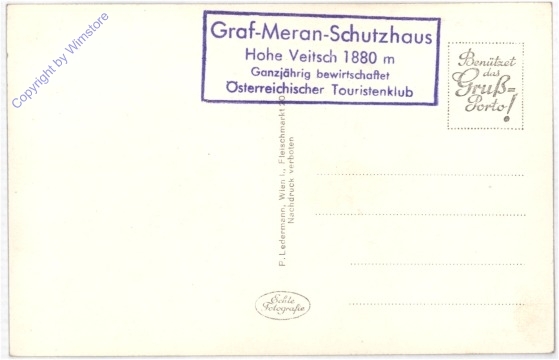 Copyright by Wimstore
Graf-Meran-Schutzhaus
Hohe Veitsch 1880 m
Ganzjährig bewirtschaftet
Österreichischer Touristenklub
Benützet
das
Gruß=
Porto!
P. Ledermann, Wien I., Fleischmarkt 20
Nachdruck verboten
Echte
Fotografie